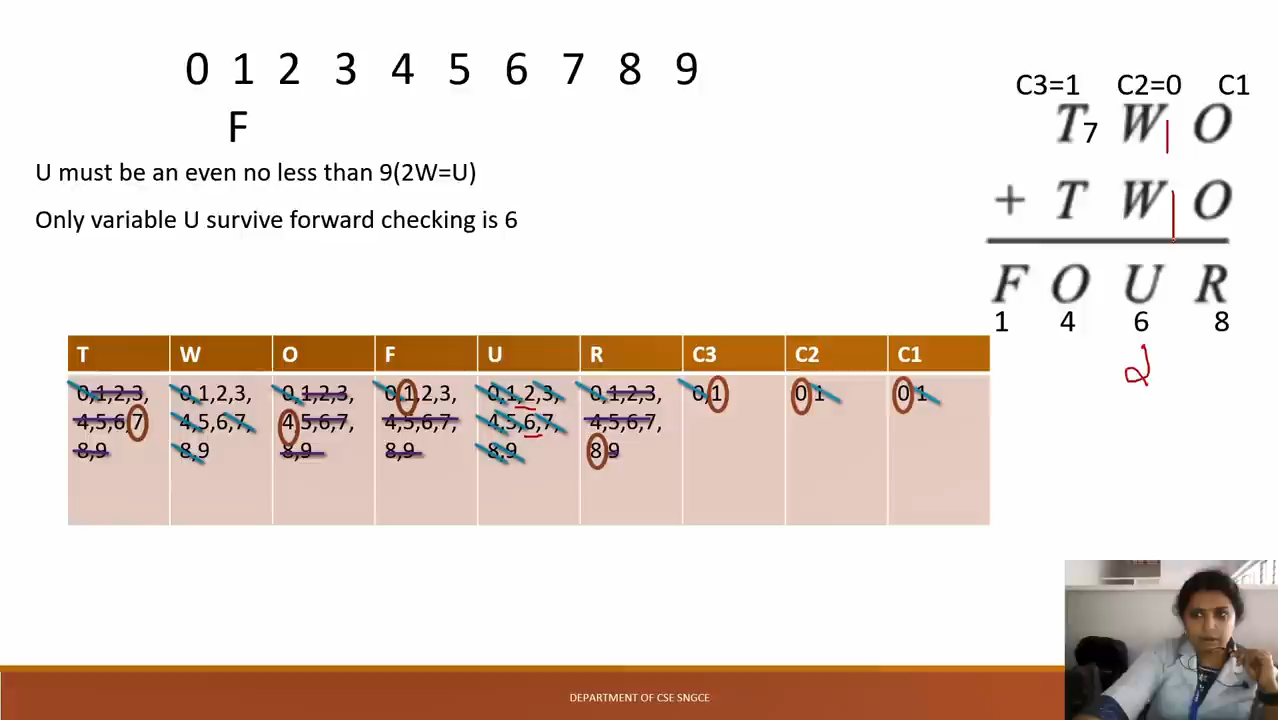 0 1 2 3 4 5 6 7 8 9
F
U must be an even no less than 9(2W=U)
Only variable U survive forward checking is 6
C3=1 C2=0 C1
T 7 W 1 O
+ T W 1 O
F O U R
1 4 6 8
2
T W O F U R C3 C2 C1
0,1,2,3, 0,1,2,3, 0,1,2,3, 0,1,2,3, 0,1,2,3, 0,1,2,3, 0,1 0,1 0,1
4,5,6,7 4,5,6,7, 4,5,6,7, 4,5,6,7, 4,5,6,7, 4,5,6,7,
8,9 8,9 8,9 8,9 8,9 8,9
DEPARTMENT OF CSE SNGCE